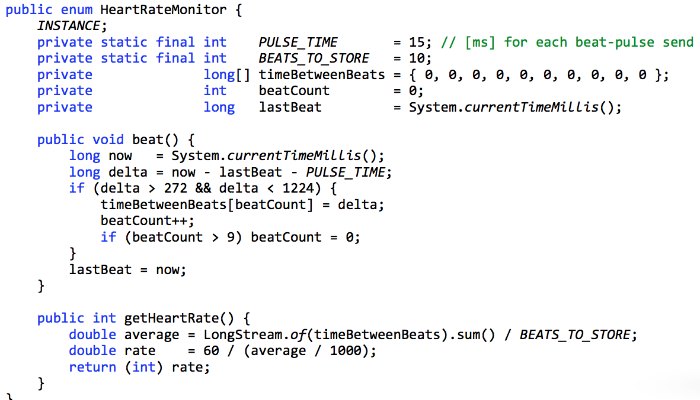 public enum HeartRateMonitor {
    INSTANCE;
    private static final int    PULSE_TIME       = 15; // [ms] for each beat-pulse send
    private static final int    BEATS_TO_STORE   = 10;
    private              long[] timeBetweenBeats = { 0, 0, 0, 0, 0, 0, 0, 0, 0, 0 };
    private              int    beatCount        = 0;
    private              long   lastBeat         = System.currentTimeMillis();
    public void beat() {
        long now   = System.currentTimeMillis();
        long delta = now - lastBeat - PULSE_TIME;
        if (delta > 272 && delta < 1224) {
            timeBetweenBeats[beatCount] = delta;
            beatCount++;
            if (beatCount > 9) beatCount = 0;
        }
        lastBeat = now;
    }
    public int getHeartRate() {
        double average = LongStream.of(timeBetweenBeats).sum() / BEATS_TO_STORE;
        double rate    = 60 / (average / 1000);
        return (int) rate;
    }
}